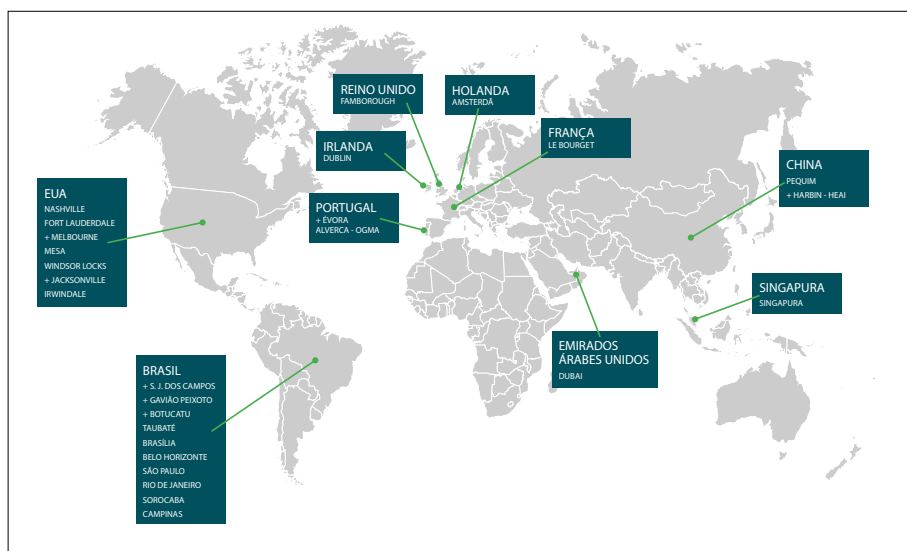 REINO UNIDO
FAMBOROUGH
HOLANDA
AMSTERDÃ
IRLANDA
DUBLIN
FRANÇA
LE BOURGET
CHINA
PEQUIM
+ HARBIN - HEAI
EUA
NASHVILLE
FORT LAUDERDALE
+ MELBOURNE
MESA
WINDSOR LOCKS
+ JACKSONVILLE
IRWINDALE
PORTUGAL
+ ÉVORA
ALVERCA - OGMA
SINGAPURA
SINGAPURA
EMIRADOS
ÁRABES UNIDOS
DUBAI
BRASIL
+ S. J. DOS CAMPOS
+ GAVIÃO PEIXOTO
+ BOTUCATU
TAUBATÉ
BRASÍLIA
BELO HORIZONTE
SÃO PAULO
RIO DE JANEIRO
SOROCABA
CAMPINAS